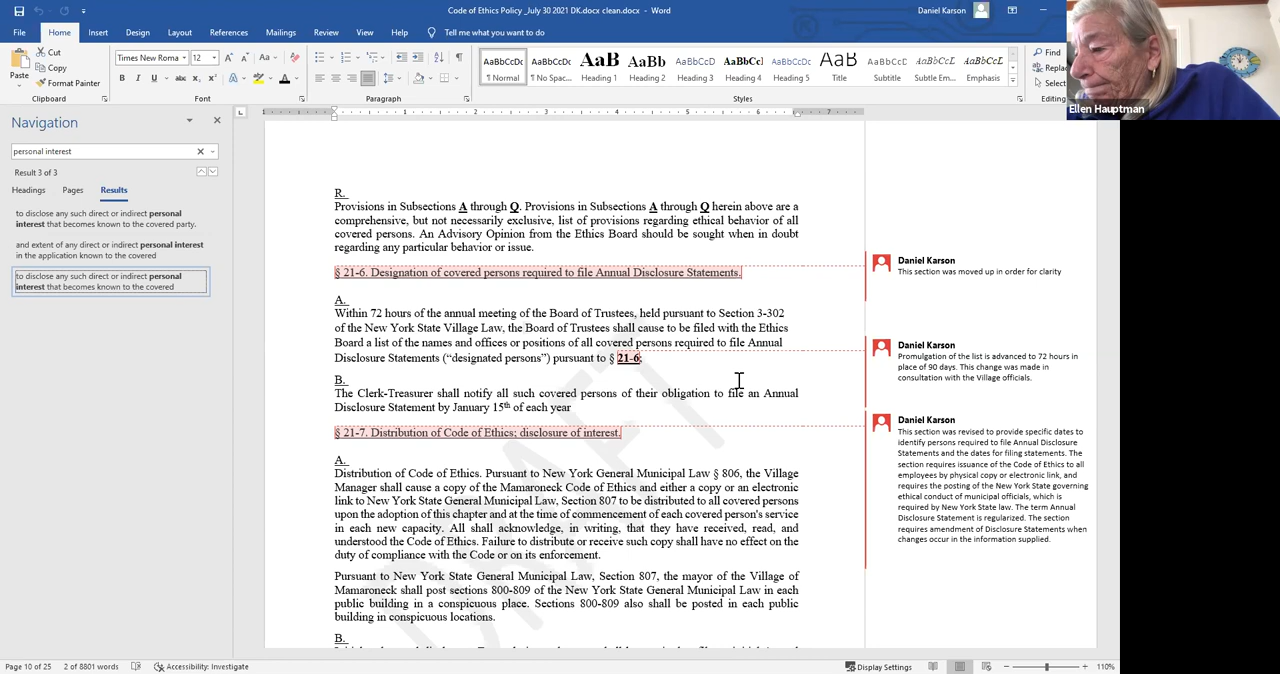 Code of Ethics Policy _July 30 2021 DK.docx clean.docx - Word
Daniel Karson
File Home Insert Draw Design Layout References Mailings Review View Help Tell me what you want to do
Paste
Cut
Copy
Format Painter
Clipboard
Times New Roma 12
Font
Paragraph
AaBbCcDc AaBbCcDc AaB AaBb AaBbCcD AaBbCc AaBbCcDc AaB AaBbCcD AaBbCcL AaBbCcL
¶ Normal ¶ No Spac... Heading 1 Heading 2 Heading 3 Heading 4 Heading 5 Title Subtitle Subtle Em... Emphasis
Styles
Find
Replac
Select
Editing
Ellen Hauptman
Navigation
personal interest
Result 3 of 3
Headings Pages Results
to disclose any such direct or indirect personal
interest that becomes known to the covered party.
and extent of any direct or indirect personal interest
in the application known to the covered
to disclose any such direct or indirect personal
interest that becomes known to the covered
R.
Provisions in Subsections A through Q. Provisions in Subsections A through Q herein above are a
comprehensive, but not necessarily exclusive, list of provisions regarding ethical behavior of all
covered persons. An Advisory Opinion from the Ethics Board should be sought when in doubt
regarding any particular behavior or issue.
§ 21-6. Designation of covered persons required to file Annual Disclosure Statements.
A.
Within 72 hours of the annual meeting of the Board of Trustees, held pursuant to Section 3-302
of the New York State Village Law, the Board of Trustees shall cause to be filed with the Ethics
Board a list of the names and offices or positions of all covered persons required to file Annual
Disclosure Statements (“designated persons”) pursuant to § 21-6:
B.
The Clerk-Treasurer shall notify all such covered persons of their obligation to file an Annual
Disclosure Statement by January 15th of each year
§ 21-7. Distribution of Code of Ethics; disclosure of interest.
A.
Distribution of Code of Ethics. Pursuant to New York General Municipal Law § 806, the Village
Manager shall cause a copy of the Mamaroneck Code of Ethics and either a copy or an electronic
link to New York State General Municipal Law, Section 807 to be distributed to all covered persons
upon the adoption of this chapter and at the time of commencement of each covered person's service
in each new capacity. All shall acknowledge, in writing, that they have received, read, and
understood the Code of Ethics. Failure to distribute or receive such copy shall have no effect on the
duty of compliance with the Code or on its enforcement.
Pursuant to New York State General Municipal Law, Section 807, the mayor of the Village of
Mamaroneck shall post sections 800-809 of the New York State General Municipal Law in each
public building in a conspicuous place. Sections 800-809 also shall be posted in each public
building in conspicuous locations.
B.
DRAFT
Daniel Karson
This section was moved up in order for clarity
Daniel Karson
Promulgation of the list is advanced to 72 hours in
place of 90 days. This change was made in
consultation with the Village officials.
Daniel Karson
This section was revised to provide specific dates to
identify persons required to file Annual Disclosure
Statements and the dates for filing statements. The
section requires issuance of the Code of Ethics to all
employees by physical copy or electronic link, and
requires the posting of the New York State governing
ethical conduct of municipal officials, which is
required by New York State law. The term Annual
Disclosure Statement is regularized. The section
requires amendment of Disclosure Statements when
changes occur in the information supplied.
Page 10 of 25 2 of 8801 words Accessibility: Investigate
Display Settings
110%